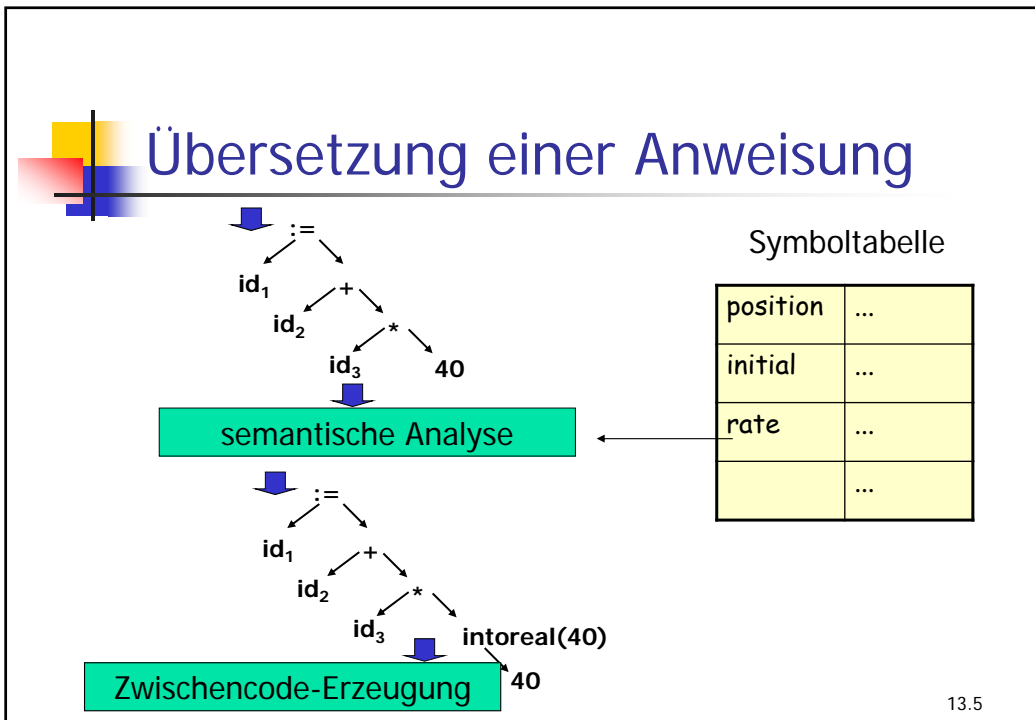 Übersetzung einer Anweisung
:=
id₁ +
id₂ *
id₃ 40
semantische Analyse
:=
id₁ +
id₂ *
id₃ intoreal(40)
40
Zwischencode-Erzeugung
Symboltabelle
position ...
initial ...
rate ...
...
13.5